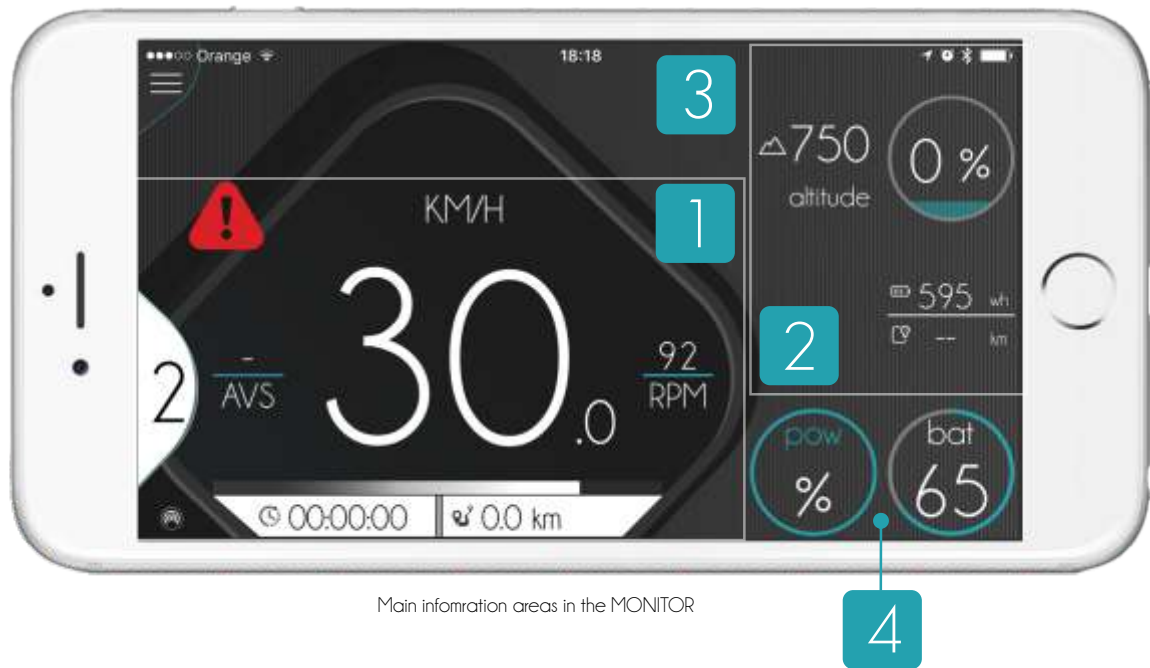 Orange
18:18
3
750
altitude
0 %
1
KM/H
30.0
2
-
AVS
92
RPM
595 wh
-- km
2
00:00:00
0.0 km
pow
%
bat
65
Main infomration areas in the MONITOR
4